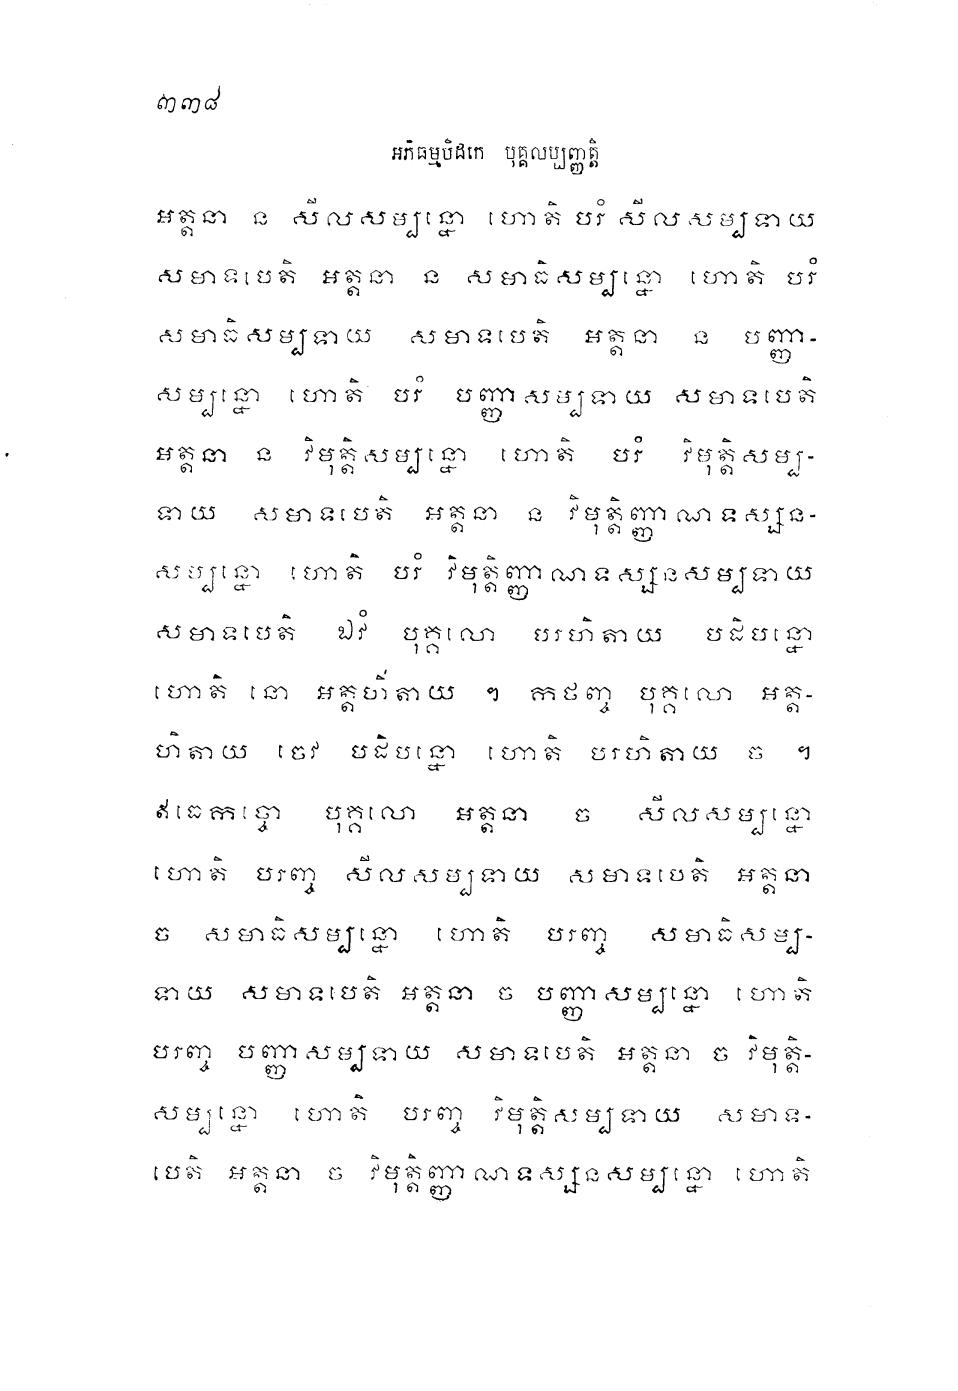 ៣៣៨
អភិធម្មបិដកេ បុគ្គលប្បញ្ញត្តិ
អត្តនា ន សីលសម្បន្នោ ហោតិ បរំ សីលសម្បទាយ
សមាទបេតិ អត្តនា ន សមាធិសម្បន្នោ ហោតិ បរំ
សមាធិសម្បទាយ សមាទបេតិ អត្តនា ន បញ្ញា-
សម្បន្នោ ហោតិ បរំ បញ្ញាសម្បទាយ សមាទបេតិ
អត្តនា ន វិមុត្តិសម្បន្នោ ហោតិ បរំ វិមុត្តិសម្ប-
ទាយ សមាទបេតិ អត្តនា ន វិមុត្តិញ្ញាណទស្សន-
សម្បន្នោ ហោតិ បរំ វិមុត្តិញ្ញាណទស្សនសម្បទាយ
សមាទបេតិ ឯវំ បុគ្គលោ បរហិតាយ បដិបន្នោ
ហោតិ នោ អត្តហិតាយ ។ កថញ្ច បុគ្គលោ អត្ត-
ហិតាយ ចេវ បដិបន្នោ ហោតិ បរហិតាយ ច ។
ឥធេកច្ចោ បុគ្គលោ អត្តនា ច សីលសម្បន្នោ
ហោតិ បរញ្ច សីលសម្បទាយ សមាទបេតិ អត្តនា
ច សមាធិសម្បន្នោ ហោតិ បរញ្ច សមាធិសម្ប-
ទាយ សមាទបេតិ អត្តនា ច បញ្ញាសម្បន្នោ ហោតិ
បរញ្ច បញ្ញាសម្បទាយ សមាទបេតិ អត្តនា ច វិមុត្តិ-
សម្បន្នោ ហោតិ បរញ្ច វិមុត្តិសម្បទាយ សមាទ-
បេតិ អត្តនា ច វិមុត្តិញ្ញាណទស្សនសម្បន្នោ ហោតិ